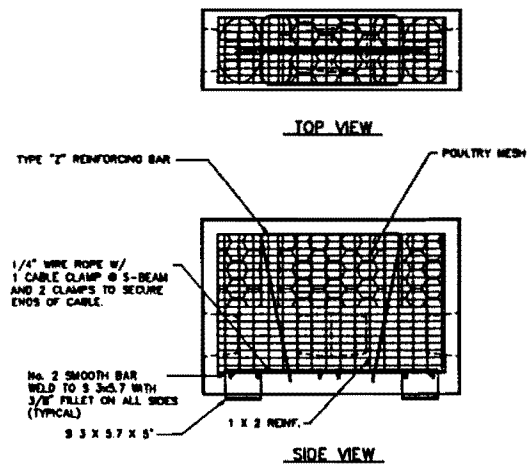 TOP VIEW
TYPE "Z" REINFORCING BAR
POULTRY MESH
1/4" WIRE ROPE W/
1 CABLE CLAMP @ S-BEAM
AND 2 CLAMPS TO SECURE
ENDS OF CABLE.
No. 2 SMOOTH BAR
WELD TO S 3x5.7 WITH
3/8" FILLET ON ALL SIDES
(TYPICAL)
S 3 X 5.7 X 5"
1 X 2 REINF.
SIDE VIEW